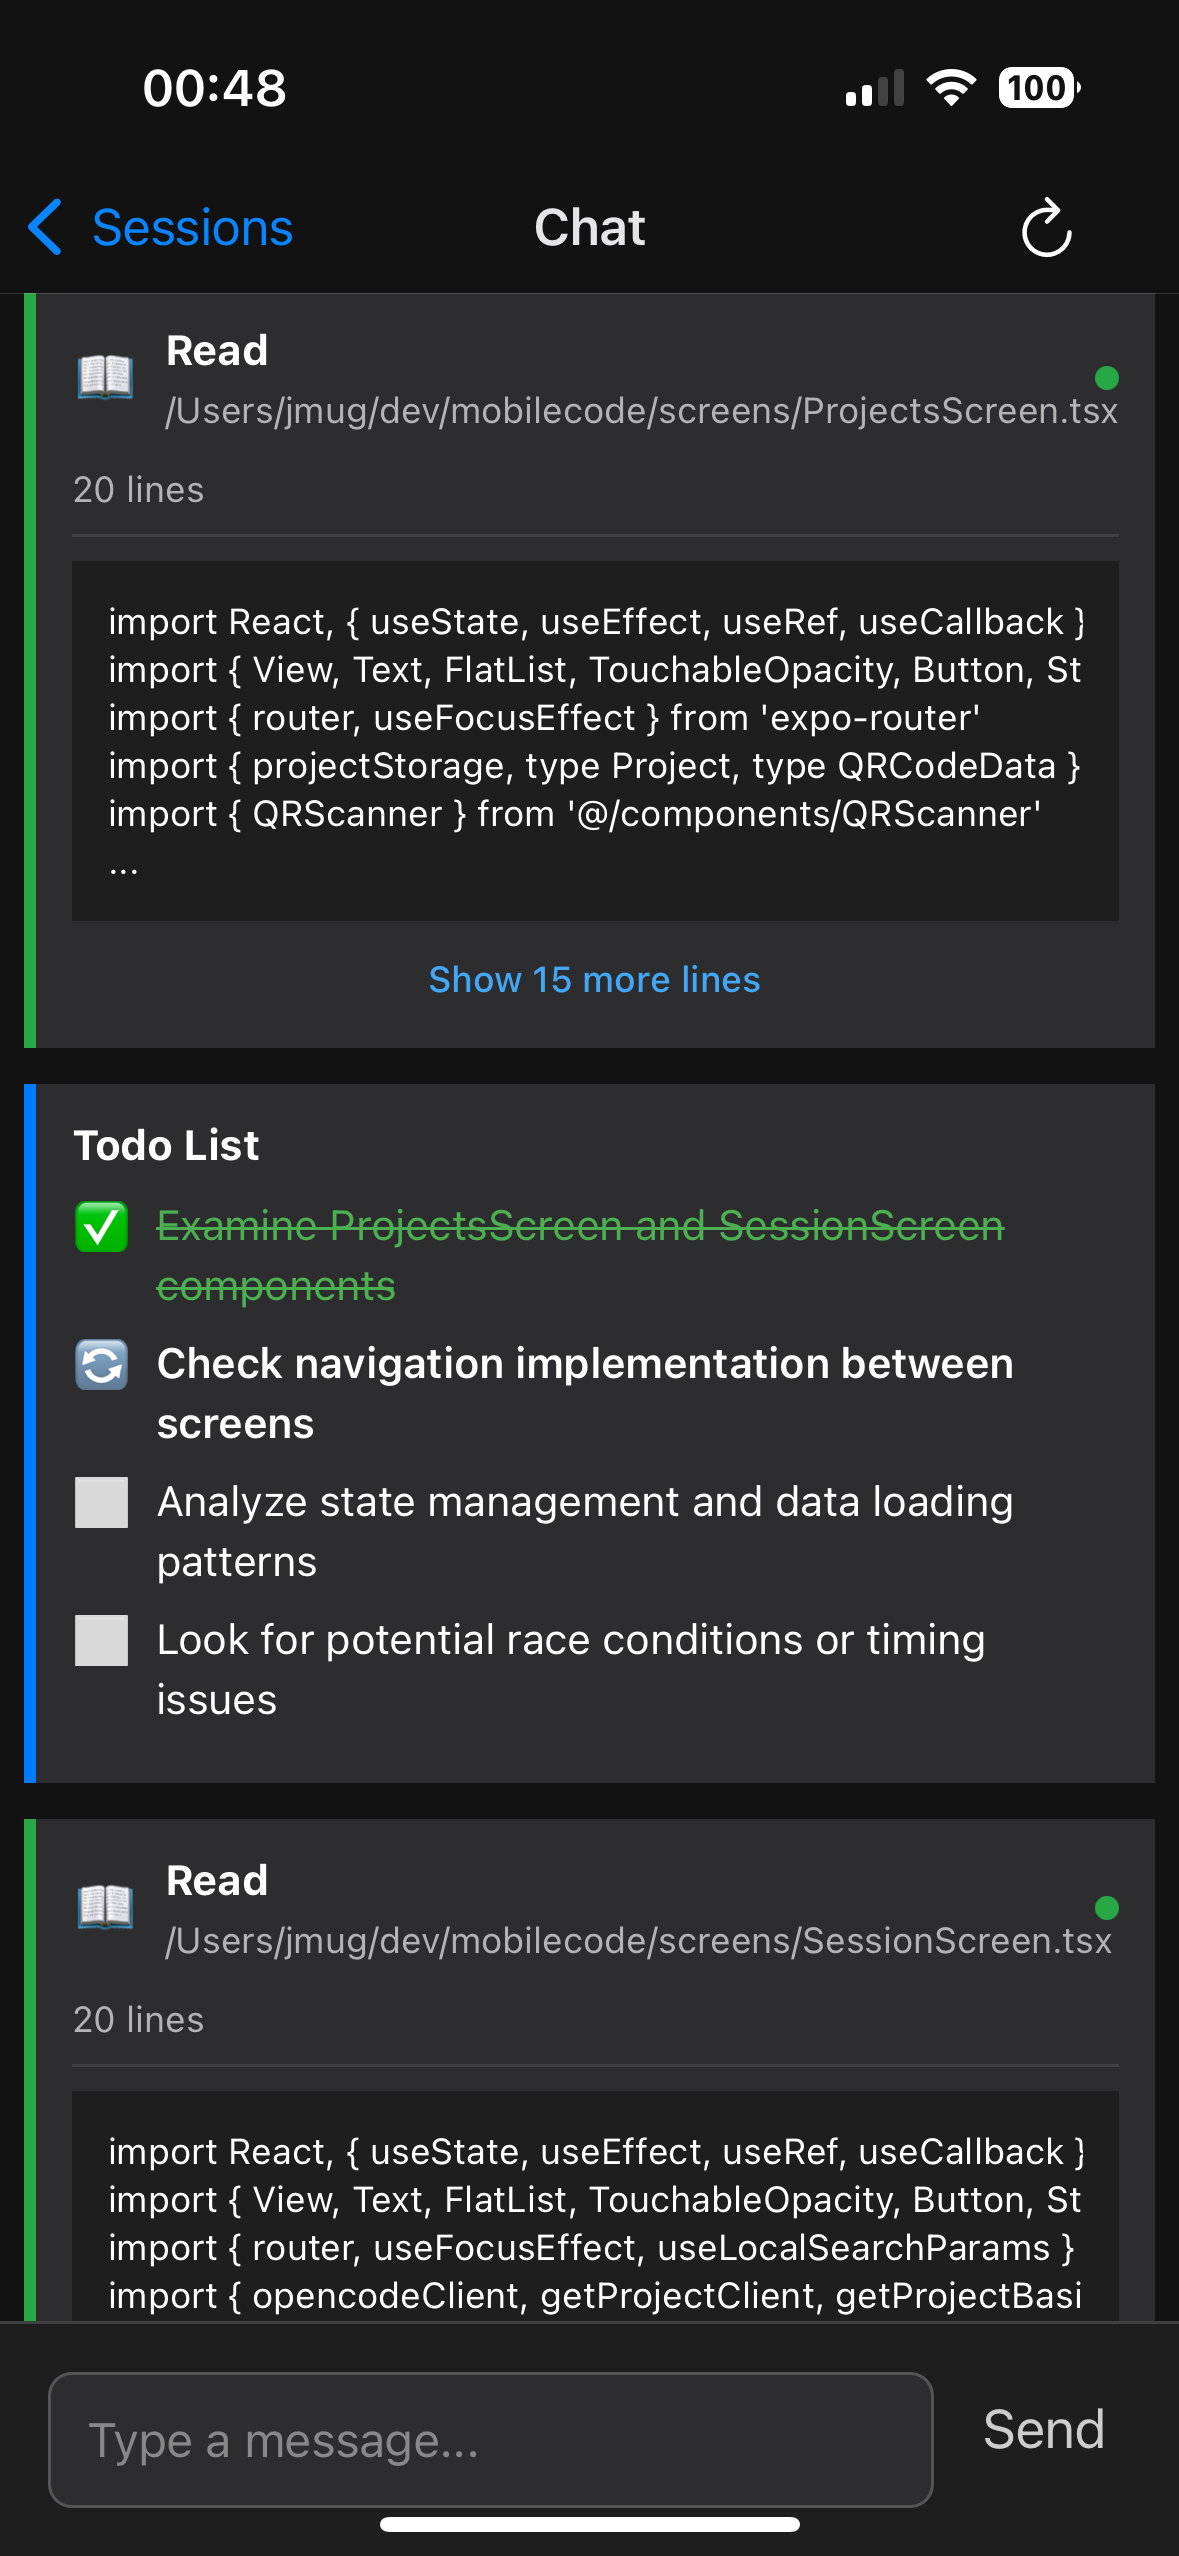 00:48
100
Sessions
Chat
Read
/Users/jmug/dev/mobilecode/screens/ProjectsScreen.tsx
20 lines
import React, { useState, useEffect, useRef, useCallback }
import { View, Text, FlatList, TouchableOpacity, Button, St
import { router, useFocusEffect } from 'expo-router'
import { projectStorage, type Project, type QRCodeData }
import { QRScanner } from '@/components/QRScanner'
...
Show 15 more lines
Todo List
Examine ProjectsScreen and SessionScreen
components
Check navigation implementation between
screens
Analyze state management and data loading
patterns
Look for potential race conditions or timing
issues
Read
/Users/jmug/dev/mobilecode/screens/SessionScreen.tsx
20 lines
import React, { useState, useEffect, useRef, useCallback }
import { View, Text, FlatList, TouchableOpacity, Button, St
import { router, useFocusEffect, useLocalSearchParams }
import { opencodeClient, getProjectClient, getProjectBasi
Type a message...
Send